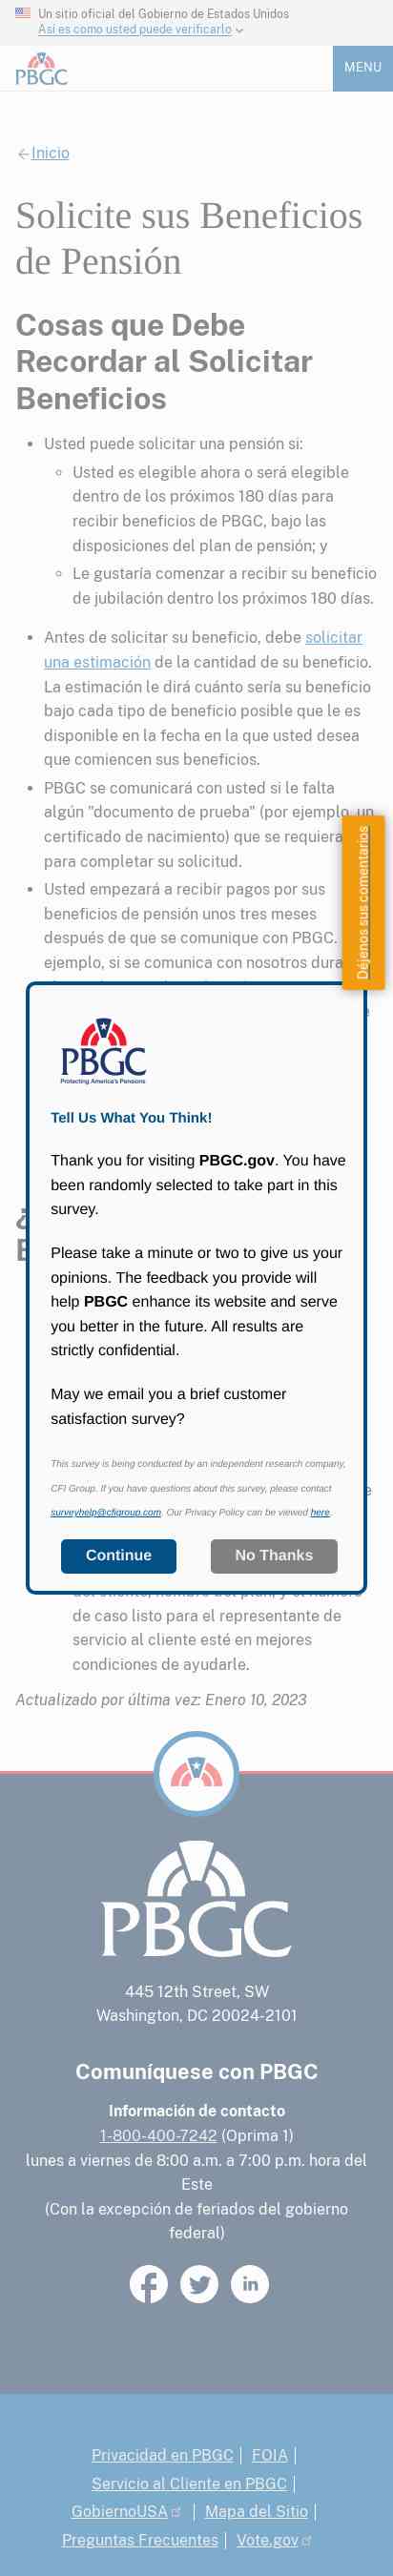 Un sitio oficial del Gobierno de Estados Unidos
Así es como usted puede verificarlo
PBGC
MENU
Inicio
Solicite sus Beneficios
de Pensión
Cosas que Debe
Recordar al Solicitar
Beneficios
Usted puede solicitar una pensión si:
Usted es elegible ahora o será elegible
dentro de los próximos 180 días para
recibir beneficios de PBGC, bajo las
disposiciones del plan de pensión; y
Le gustaría comenzar a recibir su beneficio
de jubilación dentro los próximos 180 días.
Antes de solicitar su beneficio, debe solicitar
una estimación de la cantidad de su beneficio.
La estimación le dirá cuánto sería su beneficio
bajo cada tipo de beneficio posible que le es
disponible en la fecha en la que usted desea
que comiencen sus beneficios.
PBGC se comunicará con usted si le falta
algún "documento de prueba" (por ejemplo, un
certificado de nacimiento) que se requiera
para completar su solicitud.
Usted empezará a recibir pagos por sus
beneficios de pensión unos tres meses
después de que se comunique con PBGC.
ejemplo, si se comunica con nosotros
Déjenos sus comentarios
PBGC
Protecting America's Pensions
Tell Us What You Think!
Thank you for visiting PBGC.gov. You have
been randomly selected to take part in this
survey.
Please take a minute or two to give us your
opinions. The feedback you provide will
help PBGC enhance its website and serve
you better in the future. All results are
strictly confidential.
May we email you a brief customer
satisfaction survey?
This survey is being conducted by an independent research company,
CFI Group. If you have questions about this survey, please contact
surveyhelp@cfigroup.com. Our Privacy Policy can be viewed here.
Continue
No Thanks
de caso listo para el representante de
servicio al cliente esté en mejores
condiciones de ayudarle.
Actualizado por última vez: Enero 10, 2023
PBGC
445 12th Street, SW
Washington, DC 20024-2101
Comuníquese con PBGC
Información de contacto
1-800-400-7242 (Oprima 1)
lunes a viernes de 8:00 a.m. a 7:00 p.m. hora del
Este
(Con la excepción de feriados del gobierno
federal)
in
Privacidad en PBGC | FOIA |
Servicio al Cliente en PBGC |
GobiernoUSA | Mapa del Sitio |
Preguntas Frecuentes | Vote.gov